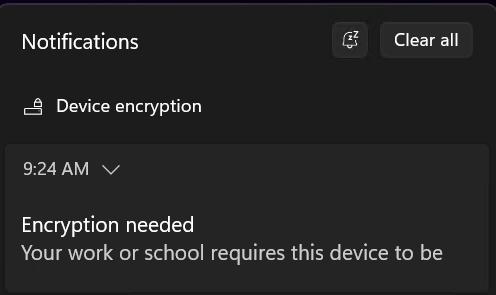 Notifications
Clear all
Device encryption
9:24 AM
Encryption needed
Your work or school requires this device to be